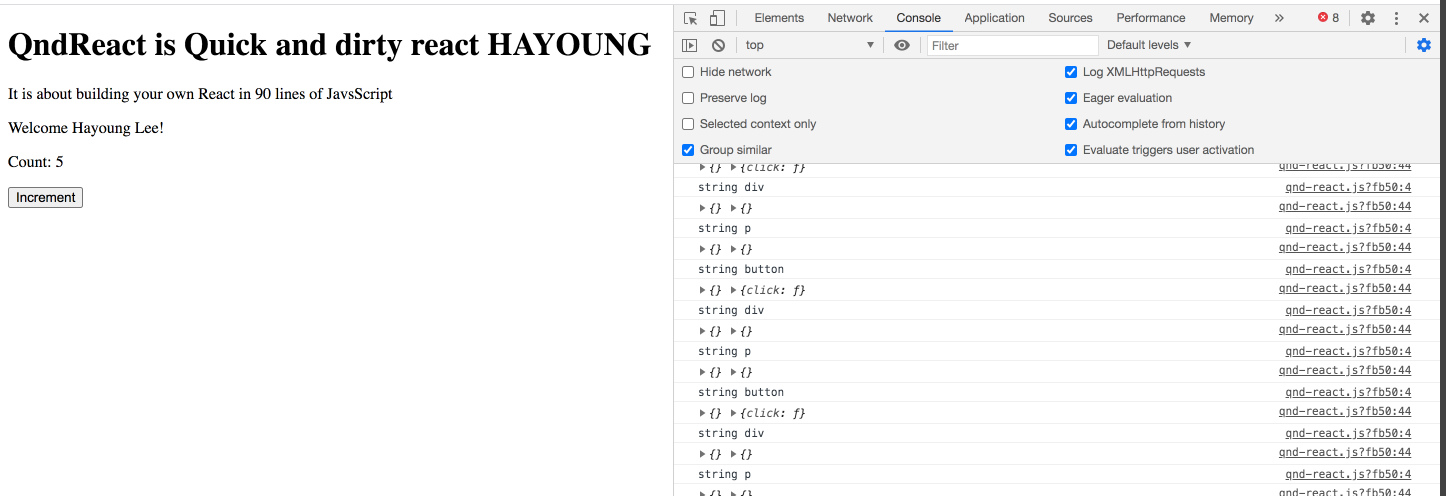 QndReact is Quick and dirty react HAYOUNG
It is about building your own React in 90 lines of JavsScript
Welcome Hayoung Lee!
Count: 5
Increment
Elements Network Console Application Sources Performance Memory » 8
top ▼ Filter Default levels ▼
Hide network Log XMLHttpRequests
Preserve log Eager evaluation
Selected context only Autocomplete from history
Group similar Evaluate triggers user activation
▶{} ▶{click: ƒ} qnd-react.js?fb50:44
string div qnd-react.js?fb50:4
▶{} ▶{} qnd-react.js?fb50:44
string p qnd-react.js?fb50:4
▶{} ▶{} qnd-react.js?fb50:44
string button qnd-react.js?fb50:4
▶{} ▶{click: ƒ} qnd-react.js?fb50:44
string div qnd-react.js?fb50:4
▶{} ▶{} qnd-react.js?fb50:44
string p qnd-react.js?fb50:4
▶{} ▶{} qnd-react.js?fb50:44
string button qnd-react.js?fb50:4
▶{} ▶{click: ƒ} qnd-react.js?fb50:44
string div qnd-react.js?fb50:4
▶{} ▶{} qnd-react.js?fb50:44
string p qnd-react.js?fb50:4
▶{} ▶{} qnd-react.js?fb50:44